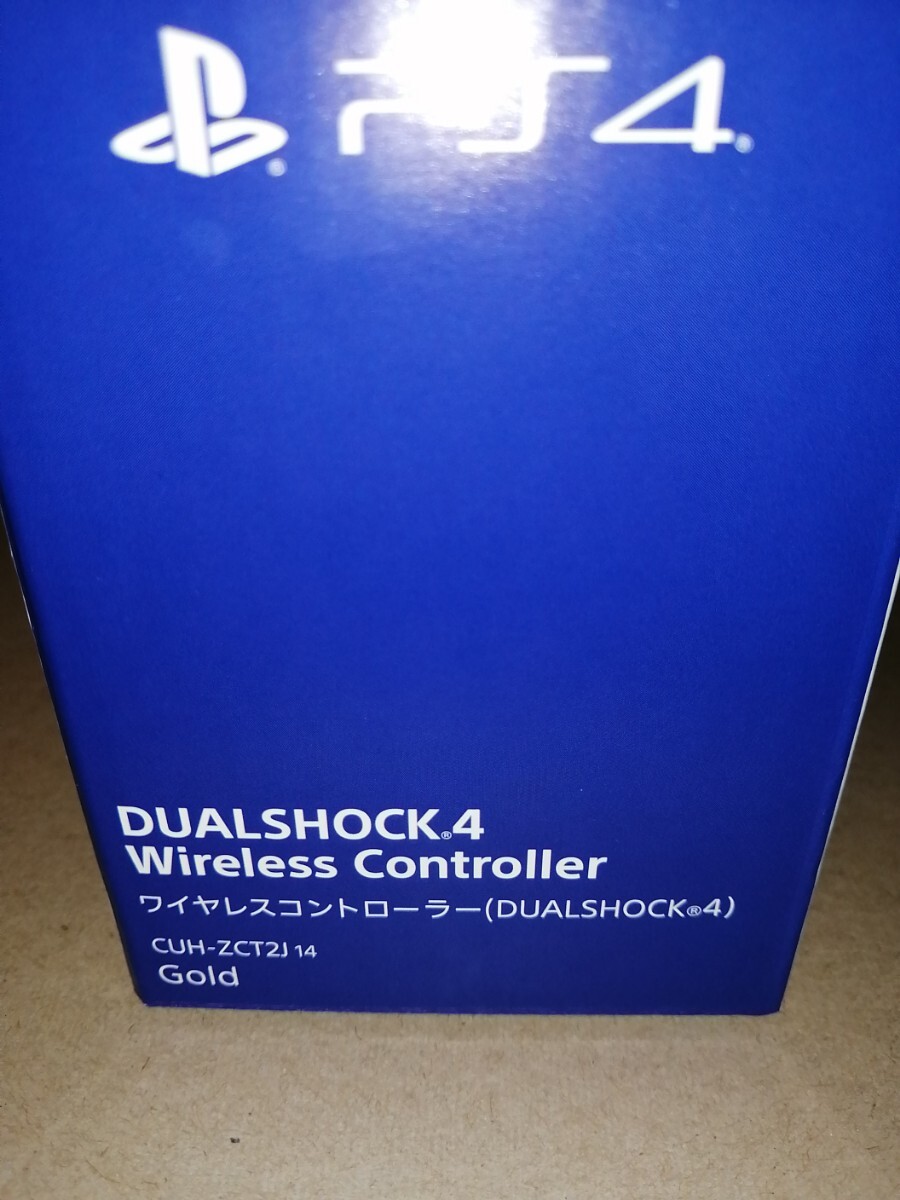 PS4®
DUALSHOCK®4
Wireless Controller
ワイヤレスコントローラー(DUALSHOCK®4)
CUH-ZCT2J 14
Gold